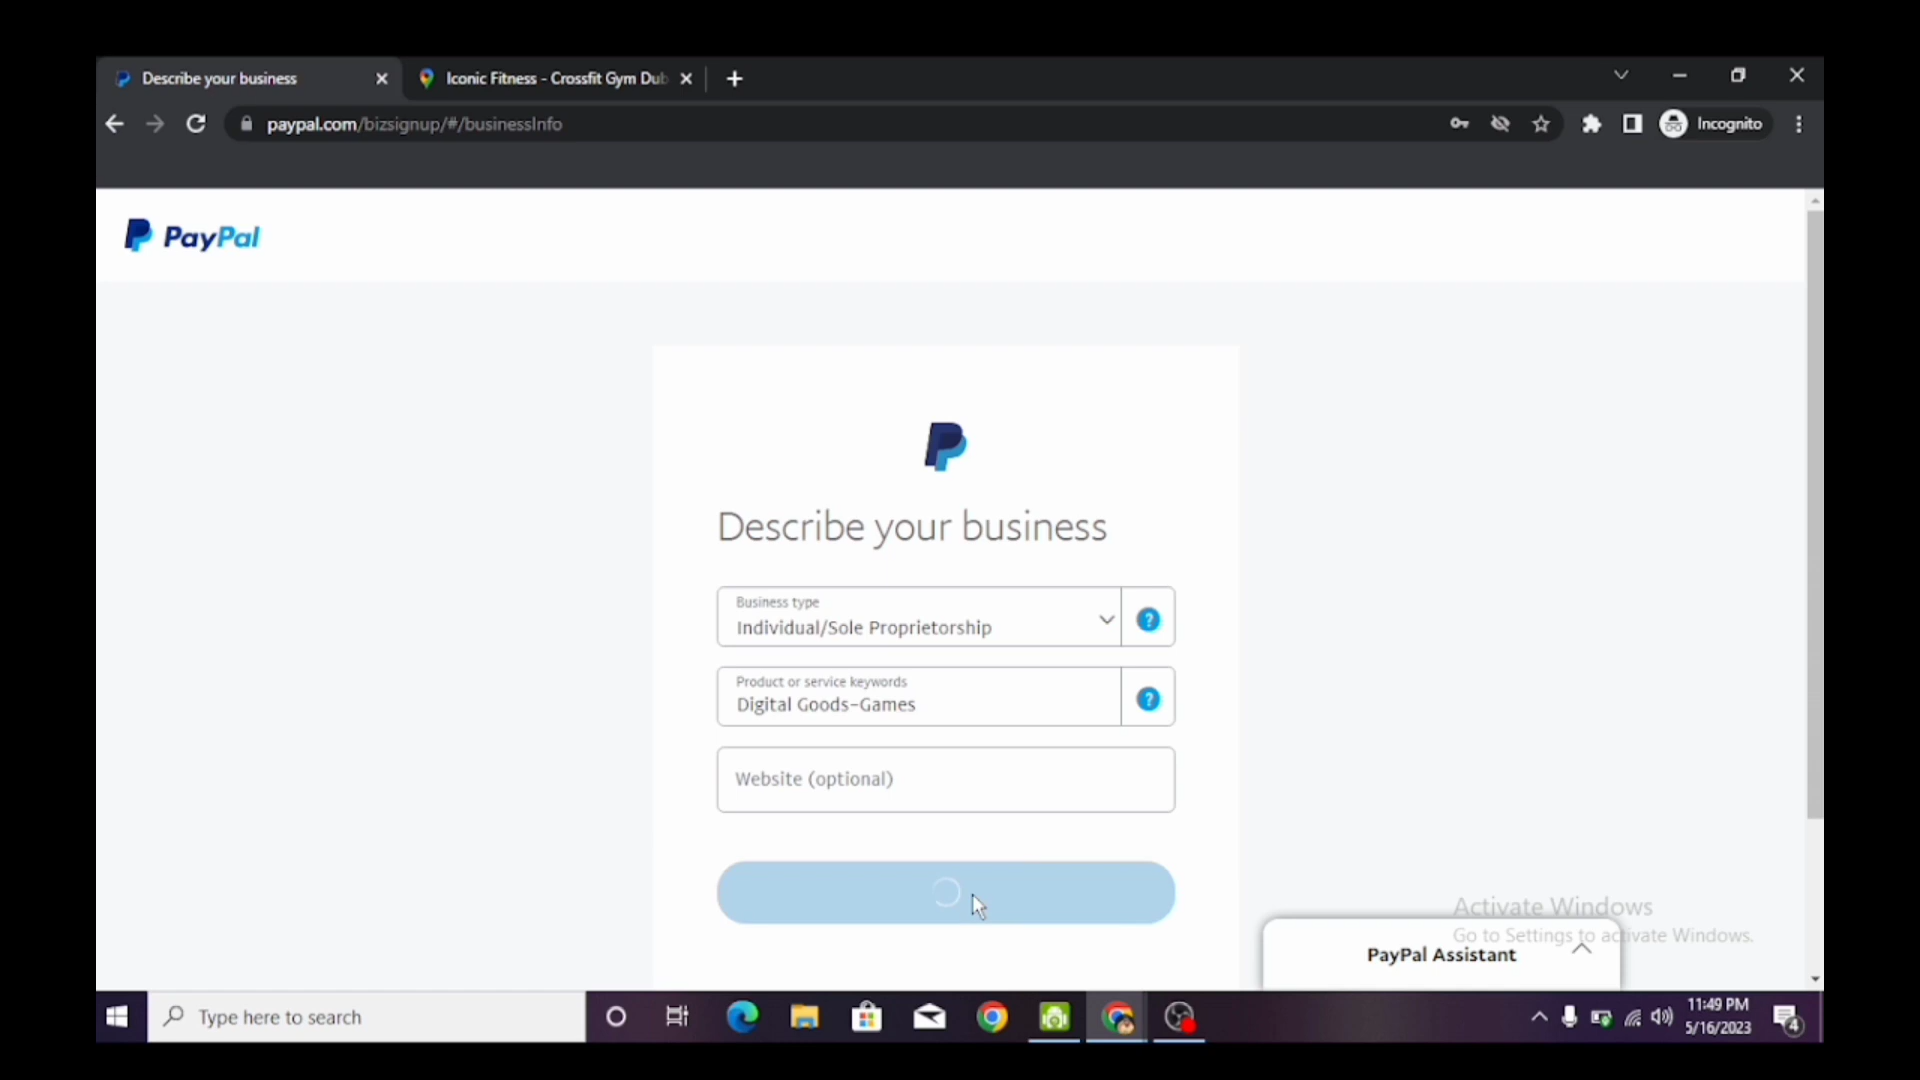 Describe your business
Iconic Fitness - Crossfit Gym Dub
paypal.com/bizsignup/#/businessInfo
Incognito
PayPal
Describe your business
Business type
Individual/Sole Proprietorship
?
Product or service keywords
Digital Goods-Games
?
Website (optional)
Activate Windows
Go to Settings to activate Windows.
PayPal Assistant
Type here to search
11:49 PM
5/16/2023
4